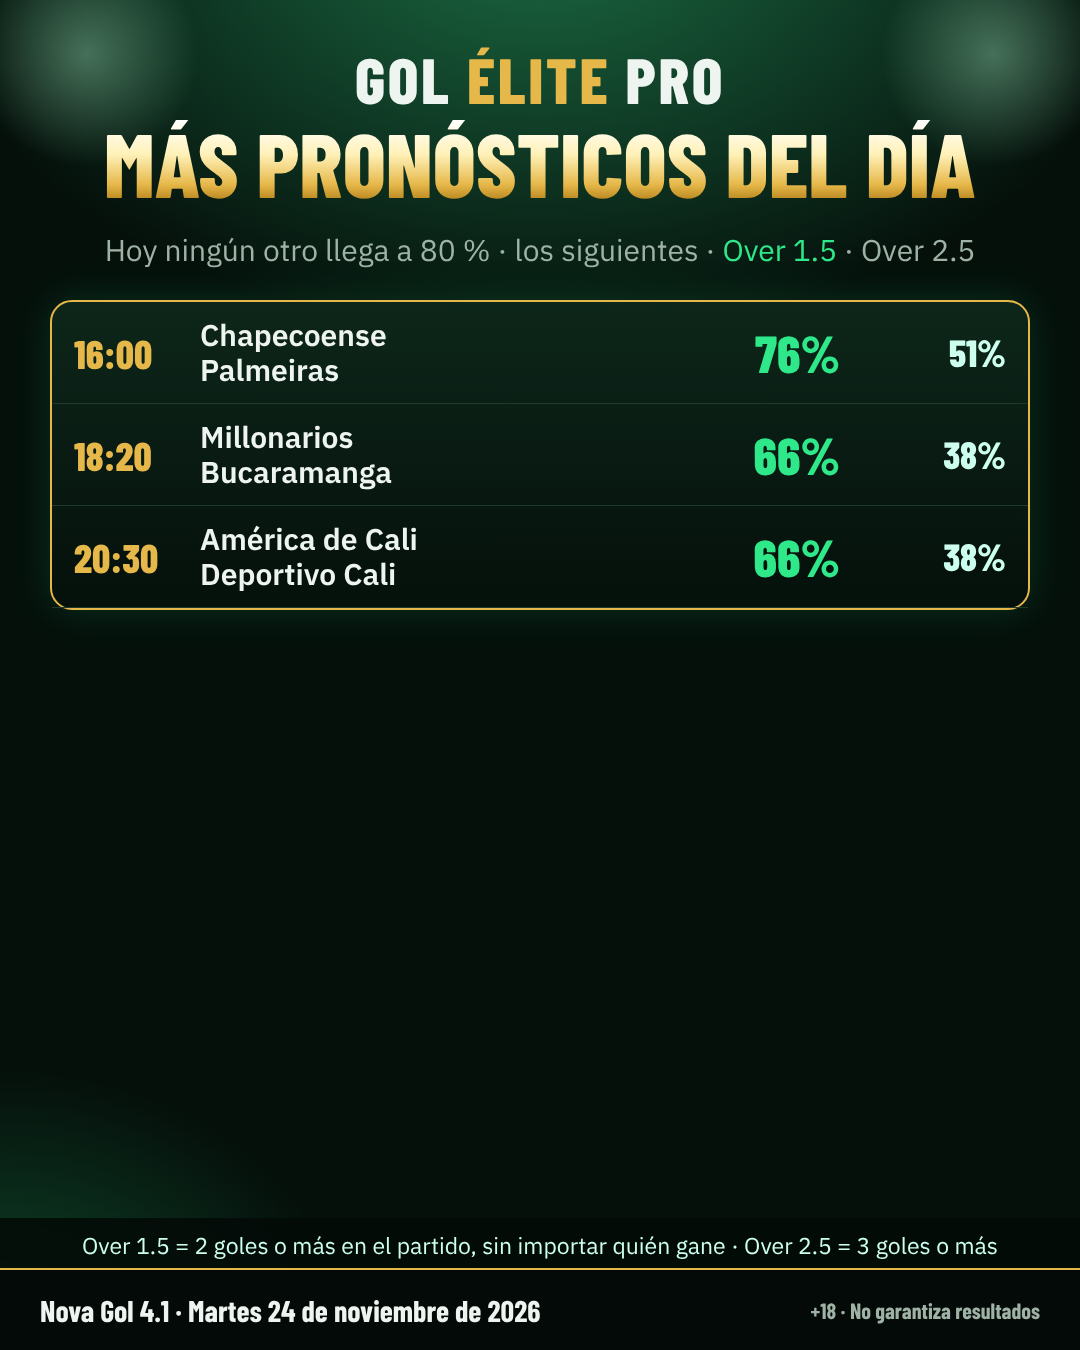 GOL ÉLITE PRO
MÁS PRONÓSTICOS DEL DÍA
Hoy ningún otro llega a 80 % · los siguientes · Over 1.5 · Over 2.5
16:00 Chapecoense 76% 51%
Palmeiras
18:20 Millonarios 66% 38%
Bucaramanga
20:30 América de Cali 66% 38%
Deportivo Cali
Over 1.5 = 2 goles o más en el partido, sin importar quién gane · Over 2.5 = 3 goles o más
Nova Gol 4.1 · Martes 24 de noviembre de 2026
+18 · No garantiza resultados